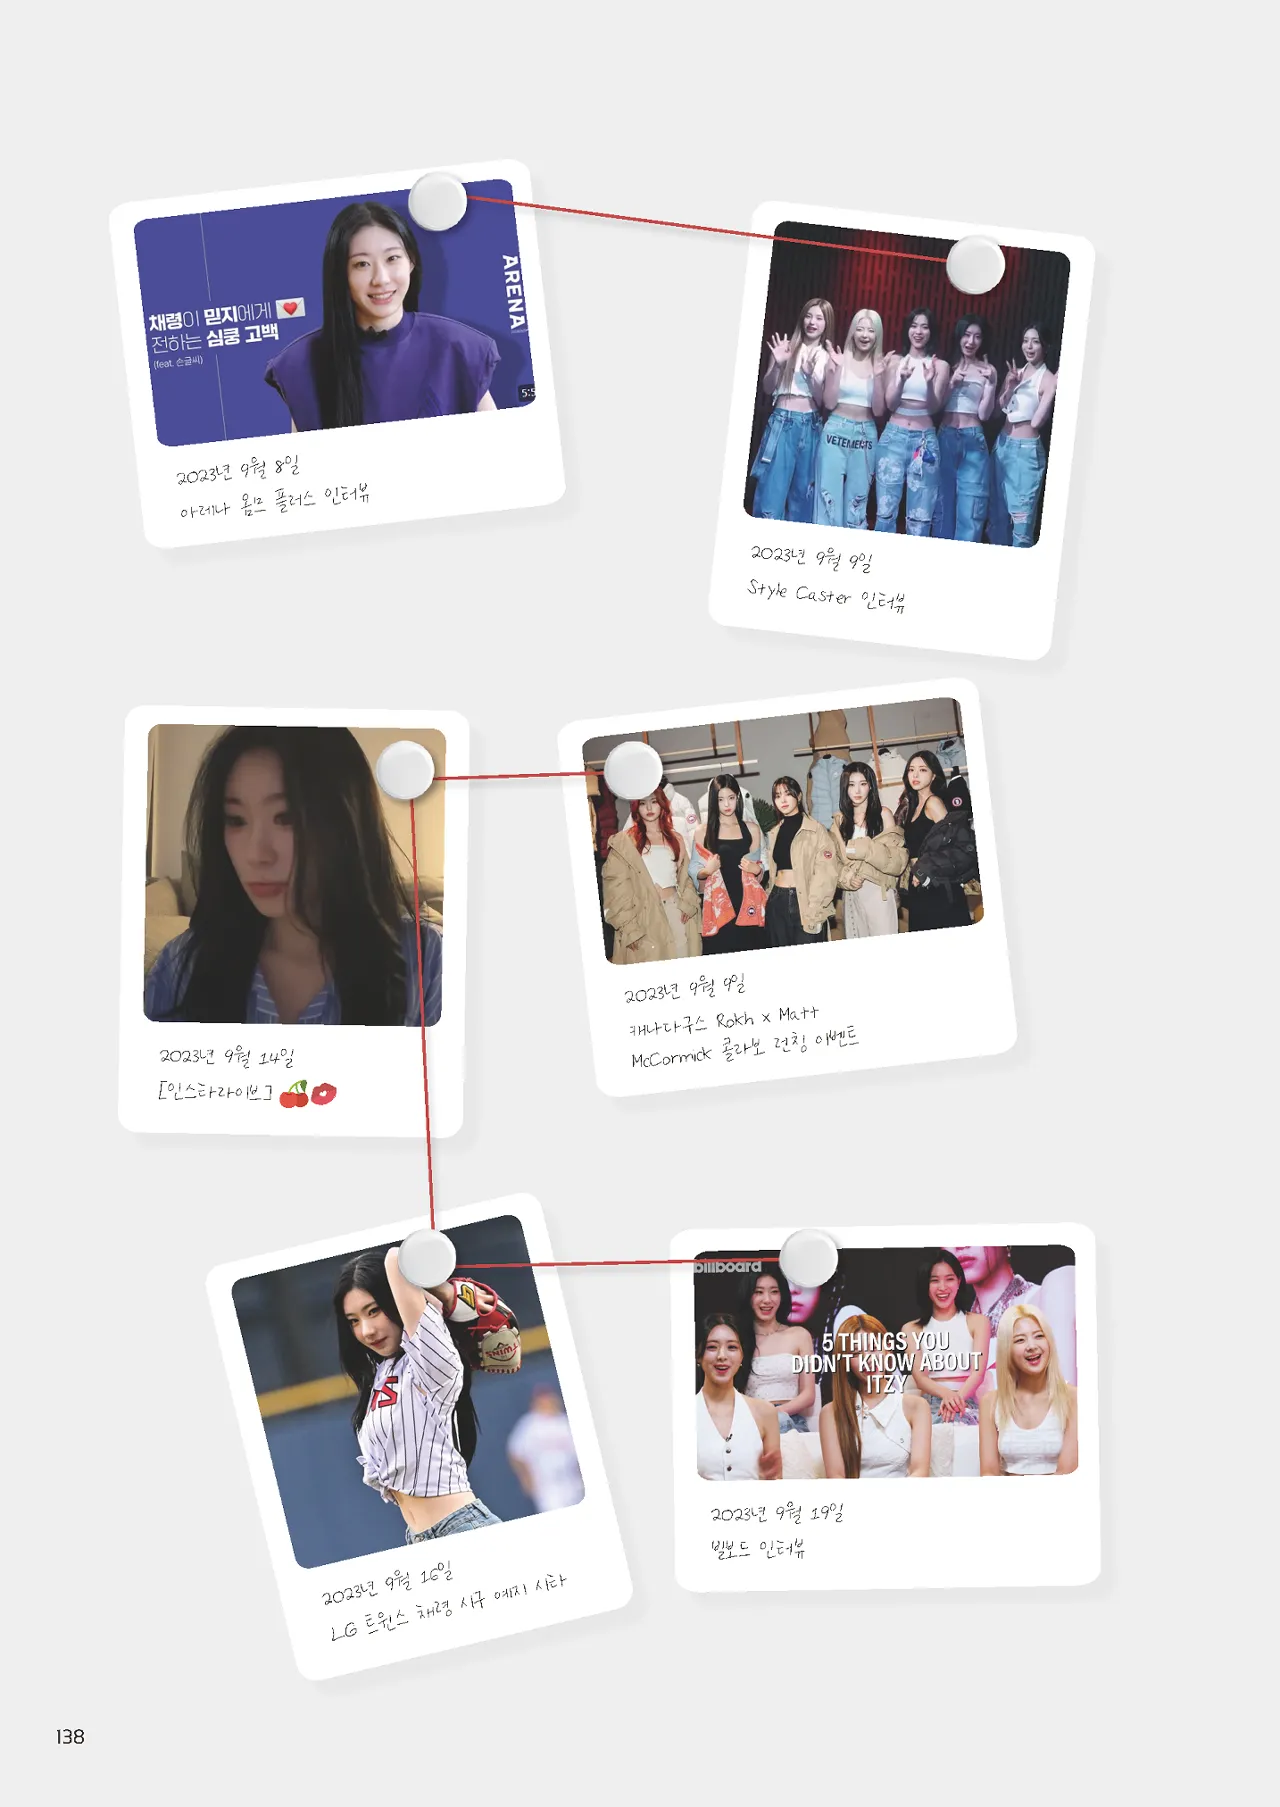 채령이 믿지에게
전하는 심쿵 고백
(feat. 손글씨)
ARENA
5:5
2023년 9월 8일
아레나 옴므 플러스 인터뷰
VETEMENTS
2023년 9월 9일
Style Caster 인터뷰
2023년 9월 14일
[인스타라이브]
2023년 9월 9일
캐나다구스 Rokh x Matt
McCormick 콜라보 런칭 이벤트
TWINS
2023년 9월 16일
LG 트윈스 채령 시구 예지 시타
billboard
5 THINGS YOU
DIDN'T KNOW ABOUT
ITZY
2023년 9월 19일
빌보드 인터뷰
138